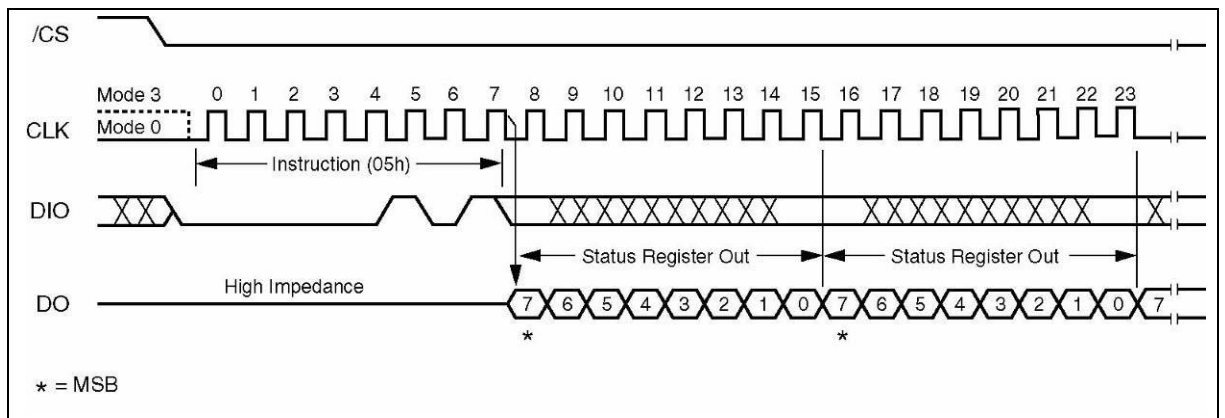 /CS
Mode 3
0 1 2 3 4 5 6 7 8 9 10 11 12 13 14 15 16 17 18 19 20 21 22 23
CLK
Mode 0
Instruction (05h)
DIO
Status Register Out
Status Register Out
High Impedance
DO
7 6 5 4 3 2 1 0 7 6 5 4 3 2 1 0 7
* *
* = MSB